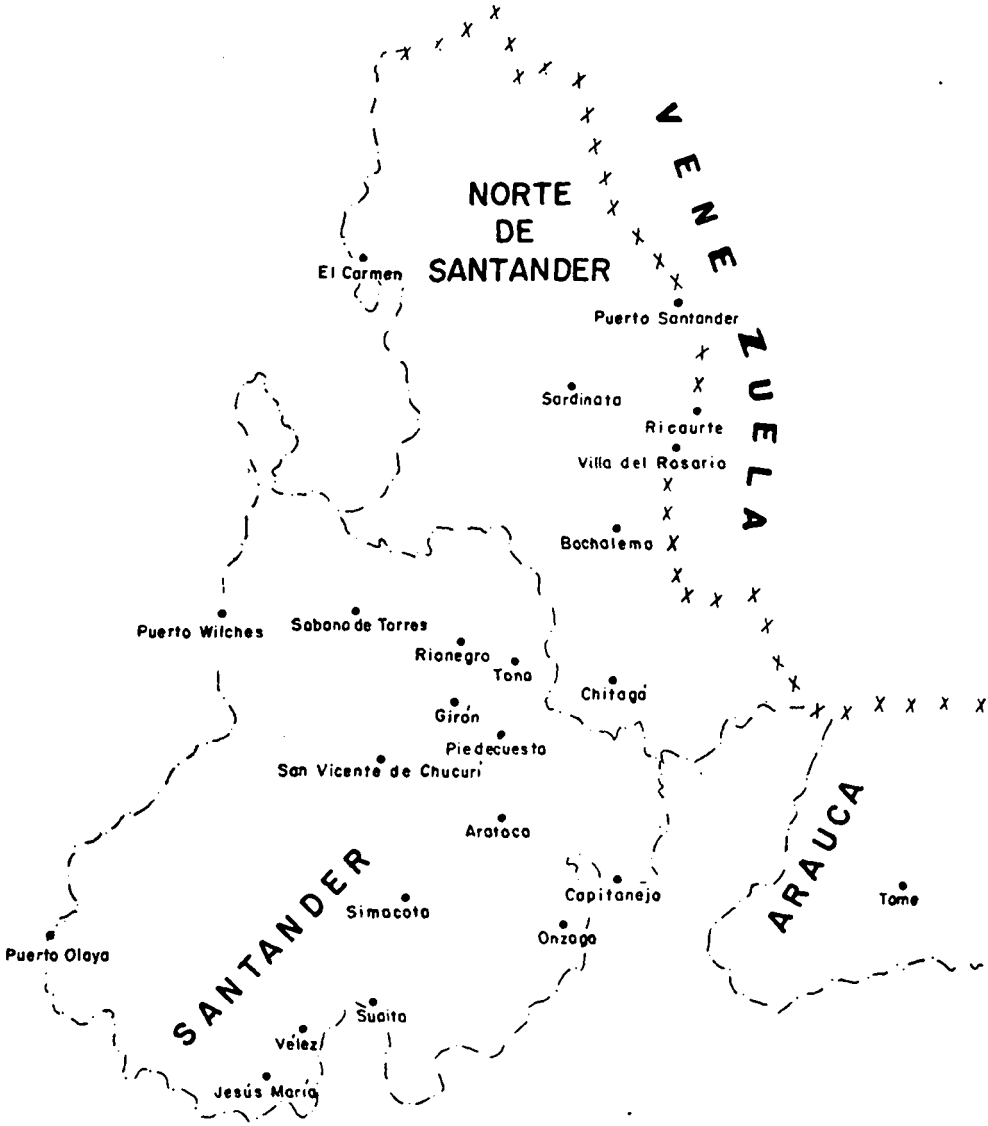 VENEZUELA
NORTE
DE
SANTANDER
El Carmen
Puerto Santander
Sardinata
Ricaurte
Villa del Rosario
Bochalema
Puerto Wilches
Sabana de Torres
Rionegro
Tona
Chitagá
Girón
Piedecuesta
San Vicente de Chucurí
Aratoca
ARAUCA
SANTANDER
Capitanejo
Tame
Simacota
Onzaga
Puerto Olaya
Suaita
Vélez
Jesús María